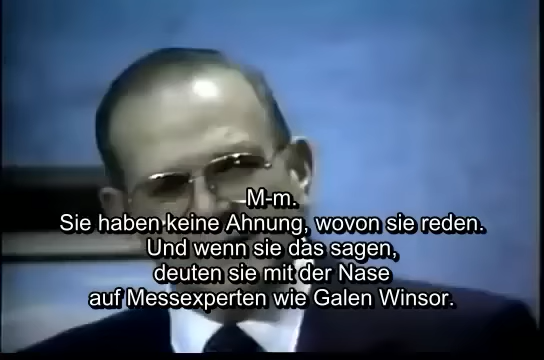 M-m.
Sie haben keine Ahnung, wovon sie reden.
Und wenn sie das sagen,
deuten sie mit der Nase
auf Messexperten wie Galen Winsor.